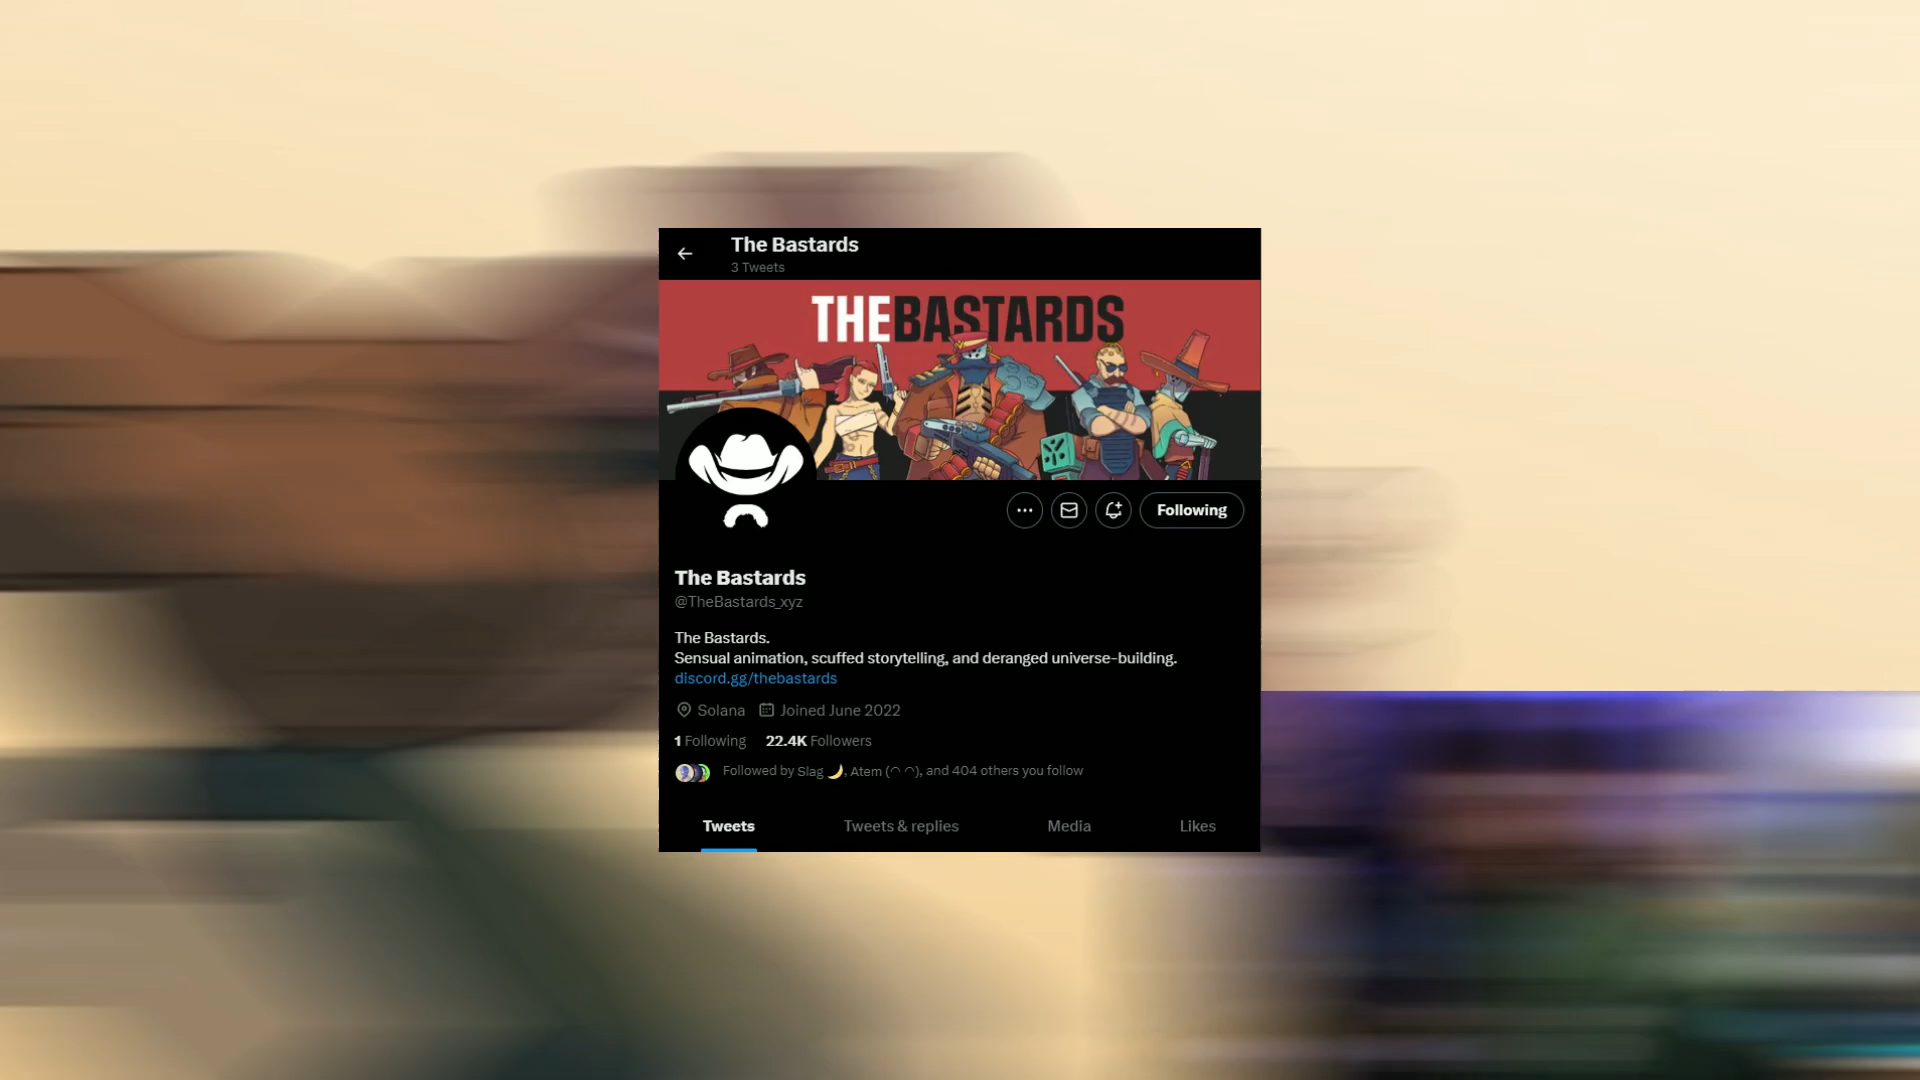 The Bastards
3 Tweets
THEBASTARDS
Following
The Bastards
@TheBastards_xyz
The Bastards.
Sensual animation, scuffed storytelling, and deranged universe-building.
discord.gg/thebastards
Solana Joined June 2022
1 Following 22.4K Followers
Followed by Slag 🌙, Atem (◠ ◠), and 404 others you follow
Tweets Tweets & replies Media Likes